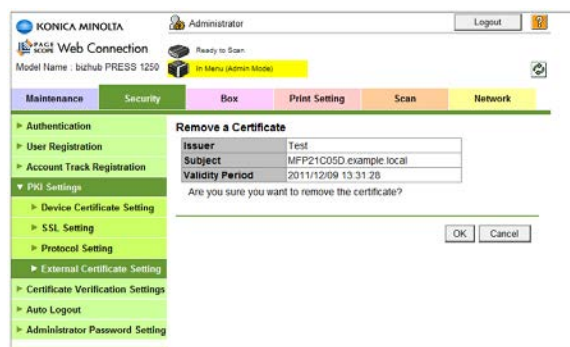 KONICA MINOLTA
Administrator
Logout
?
PAGE SCOPE Web Connection
Ready to Scan
Model Name : bizhub PRESS 1250
In Menu (Admin Mode)
Maintenance
Security
Box
Print Setting
Scan
Network
Authentication
User Registration
Account Track Registration
PKI Settings
Device Certificate Setting
SSL Setting
Protocol Setting
External Certificate Setting
Certificate Verification Settings
Auto Logout
Administrator Password Setting
Remove a Certificate
Issuer Test
Subject MFP21C05D.example.local
Validity Period 2011/12/09 13:31:28
Are you sure you want to remove the certificate?
OK
Cancel